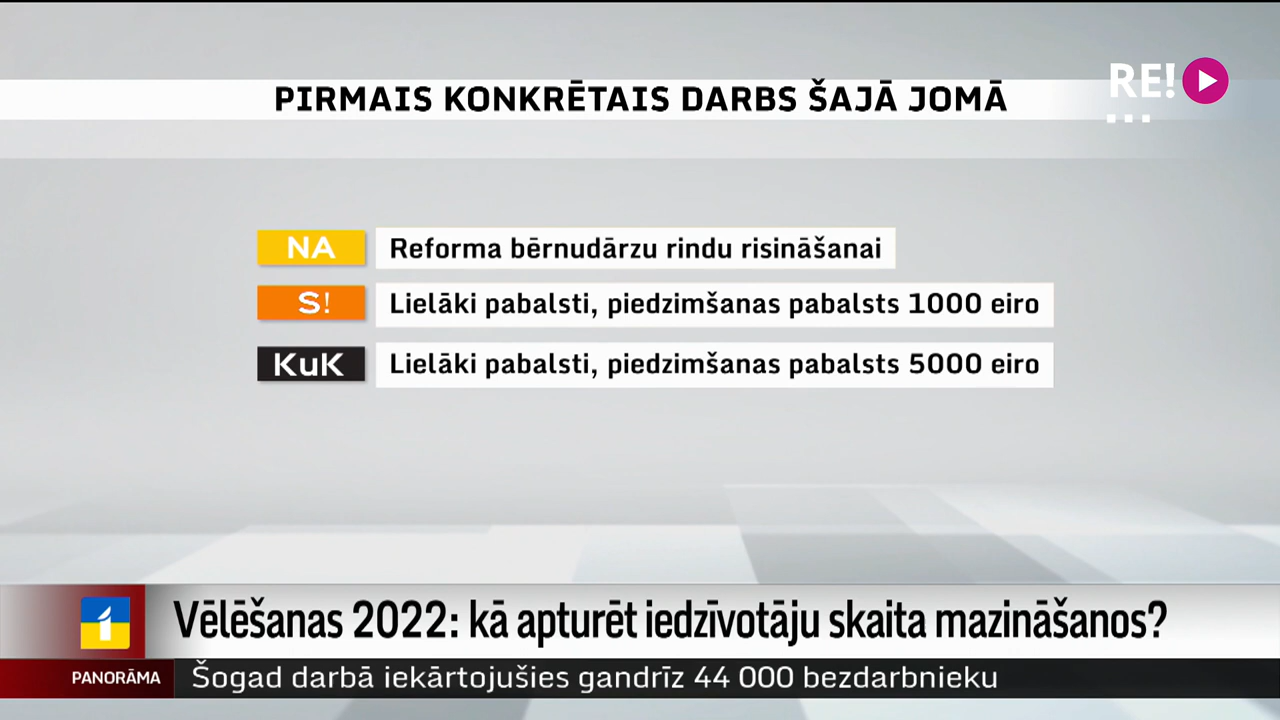 PIRMAIS KONKRĒTAIS DARBS ŠAJĀ JOMĀ
RE!
NA Reforma bērnudārzu rindu risināšanai
S! Lielāki pabalsti, piedzimšanas pabalsts 1000 eiro
KuK Lielāki pabalsti, piedzimšanas pabalsts 5000 eiro
1 Vēlēšanas 2022: kā apturēt iedzīvotāju skaita mazināšanos?
PANORĀMA Šogad darbā iekārtojušies gandrīz 44 000 bezdarbnieku